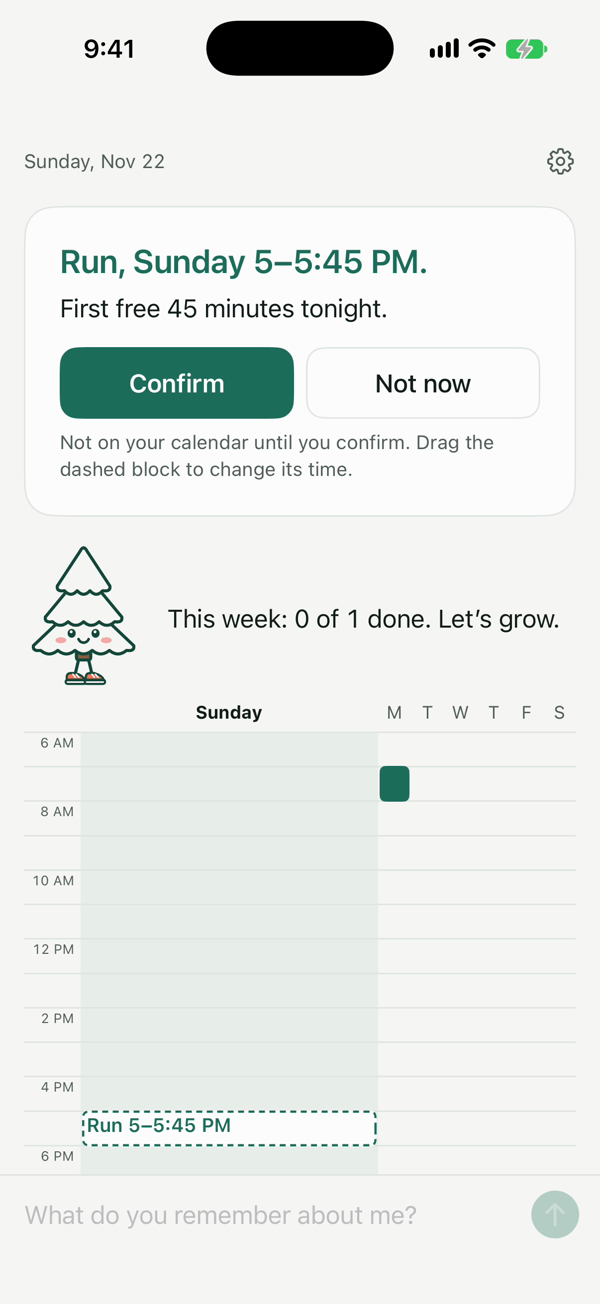 9:41
Sunday, Nov 22
Run, Sunday 5–5:45 PM.
First free 45 minutes tonight.
Confirm
Not now
Not on your calendar until you confirm. Drag the
dashed block to change its time.
This week: 0 of 1 done. Let’s grow.
Sunday M T W T F S
6 AM
8 AM
10 AM
12 PM
2 PM
4 PM
Run 5–5:45 PM
6 PM
What do you remember about me?